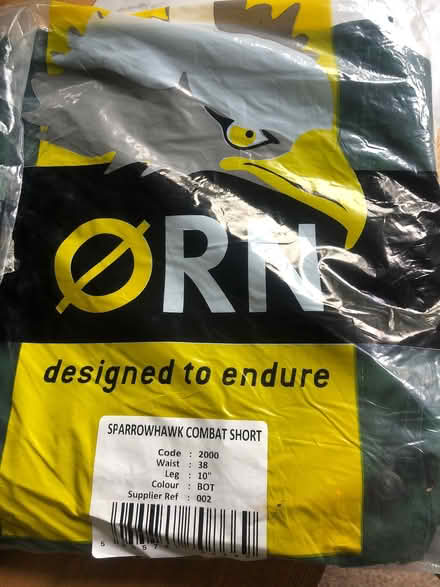 ØRN
designed to endure
SPARROWHAWK COMBAT SHORT
Code : 2000
Waist : 38
Leg : 10"
Colour : BOT
Supplier Ref : 002